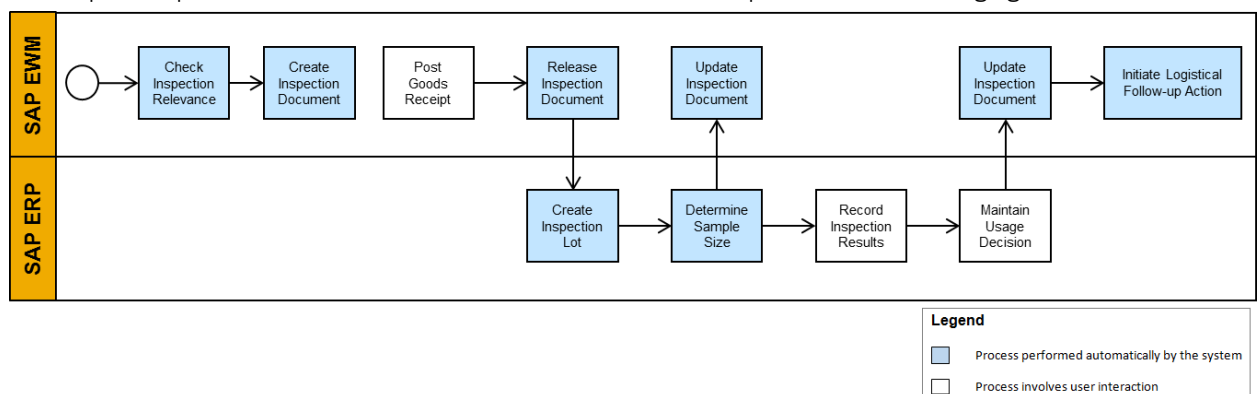 SAP EWM
Check
Inspection
Relevance
Create
Inspection
Document
Post
Goods
Receipt
Release
Inspection
Document
Update
Inspection
Document
Update
Inspection
Document
Initiate Logistical
Follow-up Action
SAP ERP
Create
Inspection
Lot
Determine
Sample
Size
Record
Inspection
Results
Maintain
Usage
Decision
Legend
Process performed automatically by the system
Process involves user interaction